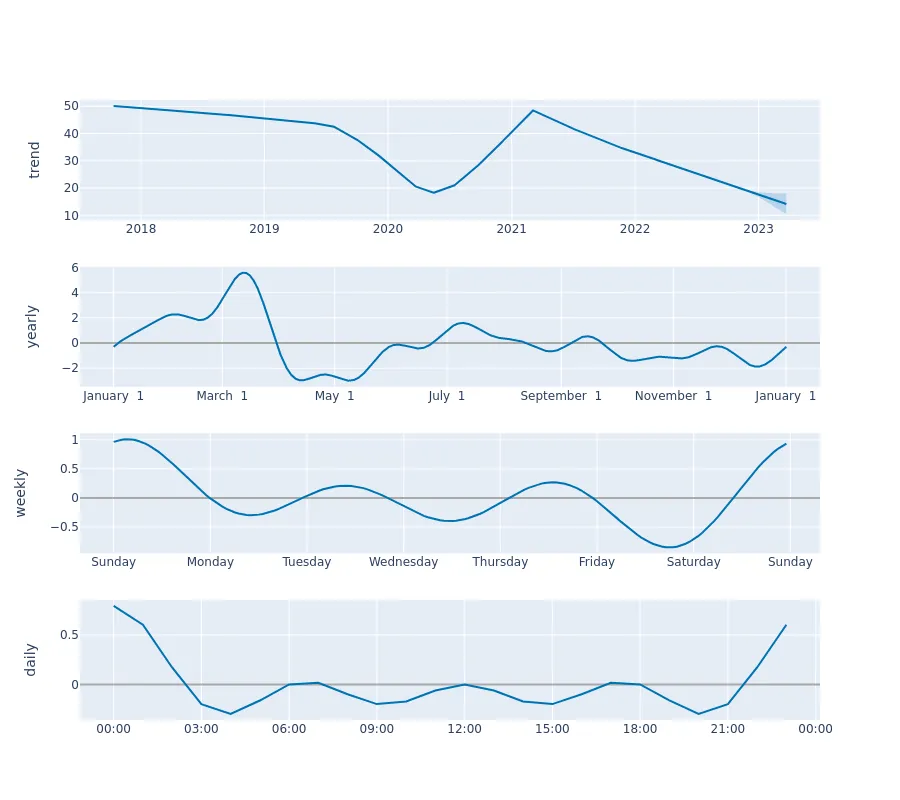 trend
50
40
30
20
10
2018 2019 2020 2021 2022 2023
yearly
6
4
2
0
−2
January 1 March 1 May 1 July 1 September 1 November 1 January 1
weekly
1
0.5
0
−0.5
Sunday Monday Tuesday Wednesday Thursday Friday Saturday Sunday
daily
0.5
0
00:00 03:00 06:00 09:00 12:00 15:00 18:00 21:00 00:00